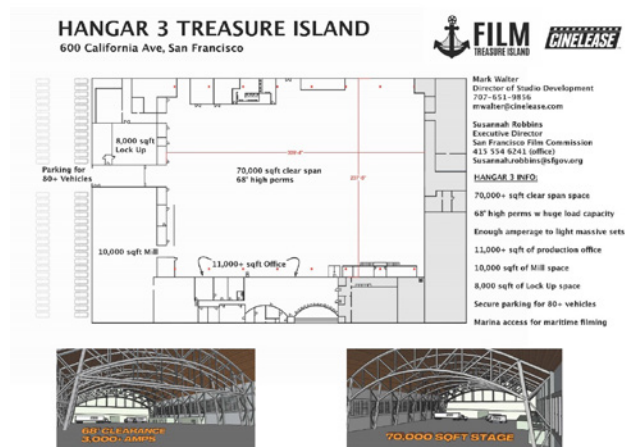 HANGAR 3 TREASURE ISLAND
600 California Ave, San Francisco
FILM
TREASURE ISLAND
CINELEASE
Mark Walter
Director of Studio Development
707-651-9856
mwalter@cinelease.com
Susannah Robbins
Executive Director
San Francisco Film Commission
415 554 6241 (office)
Susannah.robbins@sfgov.org
HANGAR 3 INFO:
70,000+ sqft clear span space
68' high perms w huge load capacity
Enough amperage to light massive sets
11,000+ sqft of production office
10,000 sqft of Mill space
8,000 sqft of Lock Up space
Secure parking for 80+ vehicles
Marina access for maritime filming
8,000 sqft
Lock Up
Parking for
80+ Vehicles
70,000 sqft clear span
68' high perms
10,000 sqft Mill
11,000+ sqft Office
68' CLEARANCE
3,000+ AMPS
70,000 SQFT STAGE